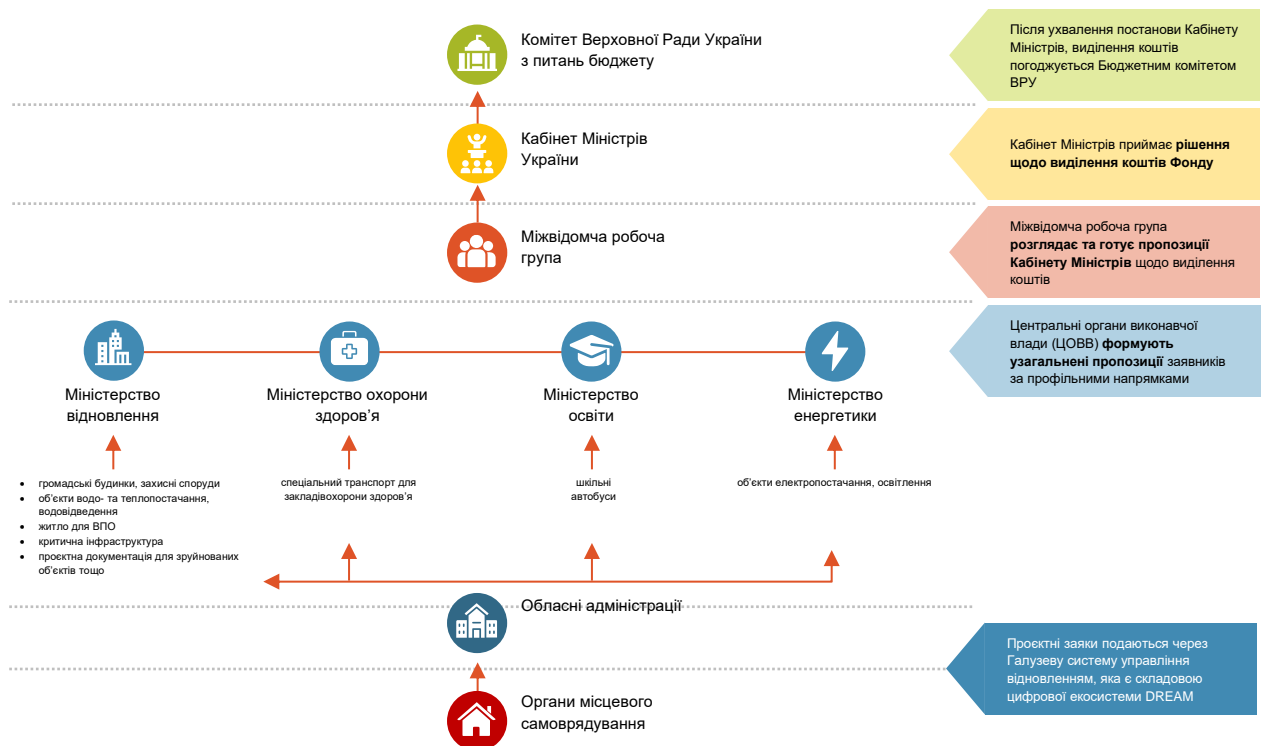 Комітет Верховної Ради України
з питань бюджету
Після ухвалення постанови Кабінету
Міністрів, виділення коштів
погоджується Бюджетним комітетом
ВРУ
Кабінет Міністрів
України
Кабінет Міністрів приймає рішення
щодо виділення коштів Фонду
Міжвідомча робоча
група
Міжвідомча робоча група
розглядає та готує пропозиції
Кабінету Міністрів щодо виділення
коштів
Центральні органи виконавчої
влади (ЦОВВ) формують
узагальнені пропозиції заявників
за профільними напрямками
Міністерство
відновлення
Міністерство охорони
здоров’я
Міністерство
освіти
Міністерство
енергетики
• громадські будинки, захисні споруди
• об’єкти водо- та теплопостачання,
водовідведення
• житло для ВПО
• критична інфраструктура
• проєктна документація для зруйнованих
об’єктів тощо
спеціальний транспорт для
закладівохорони здоров’я
шкільні
автобуси
об’єкти електропостачання, освітлення
Обласні адміністрації
Проєктні заяки подаються через
Галузеву систему управління
відновленням, яка є складовою
цифрової екосистеми DREAM
Органи місцевого
самоврядування